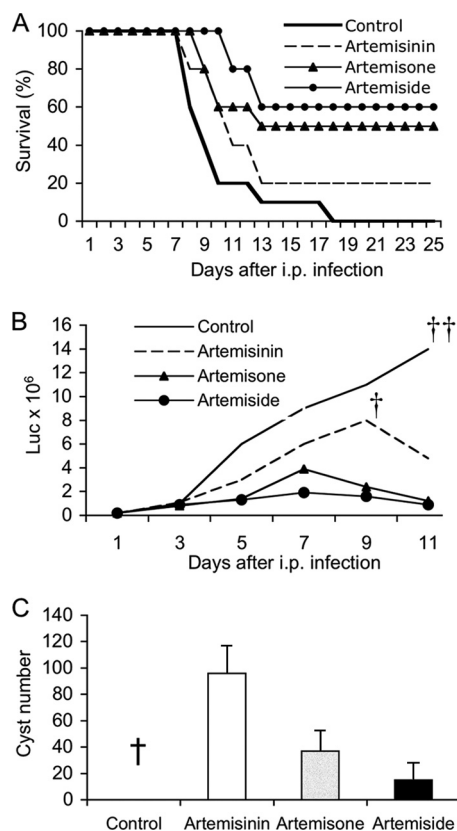 A
Control
Artemisinin
Artemisone
Artemiside
Survival (%)
100
80
60
40
20
0
1 3 5 7 9 11 13 15 17 19 21 23 25
Days after i.p. infection
B
Control
Artemisinin
Artemisone
Artemiside
††
†
Luc x 10⁶
16
14
12
10
8
6
4
2
0
1 3 5 7 9 11
Days after i.p. infection
C
Cyst number
140
120
100
80
60
40
20
0
†
Control Artemisinin Artemisone Artemiside